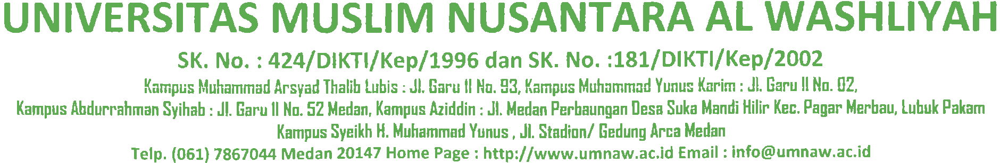 UNIVERSITAS MUSLIM NUSANTARA AL WASHLIYAH
SK. No. : 424/DIKTI/Kep/1996 dan SK. No. :181/DIKTI/Kep/2002
Kampus Muhammad Arsyad Thalib Lubis : Jl. Garu II No. 93, Kampus Muhammad Yunus Karim : Jl. Garu II No. 02,
Kampus Abdurrahman Syihab : Jl. Garu II No. 52 Medan, Kampus Aziddin : Jl. Medan Perbaungan Desa Suka Mandi Hilir Kec. Pagar Merbau, Lubuk Pakam
Kampus Syeikh H. Muhammad Yunus , Jl. Stadion/ Gedung Arca Medan
Telp. (061) 7867044 Medan 20147 Home Page : http://www.umnaw.ac.id Email : info@umnaw.ac.id